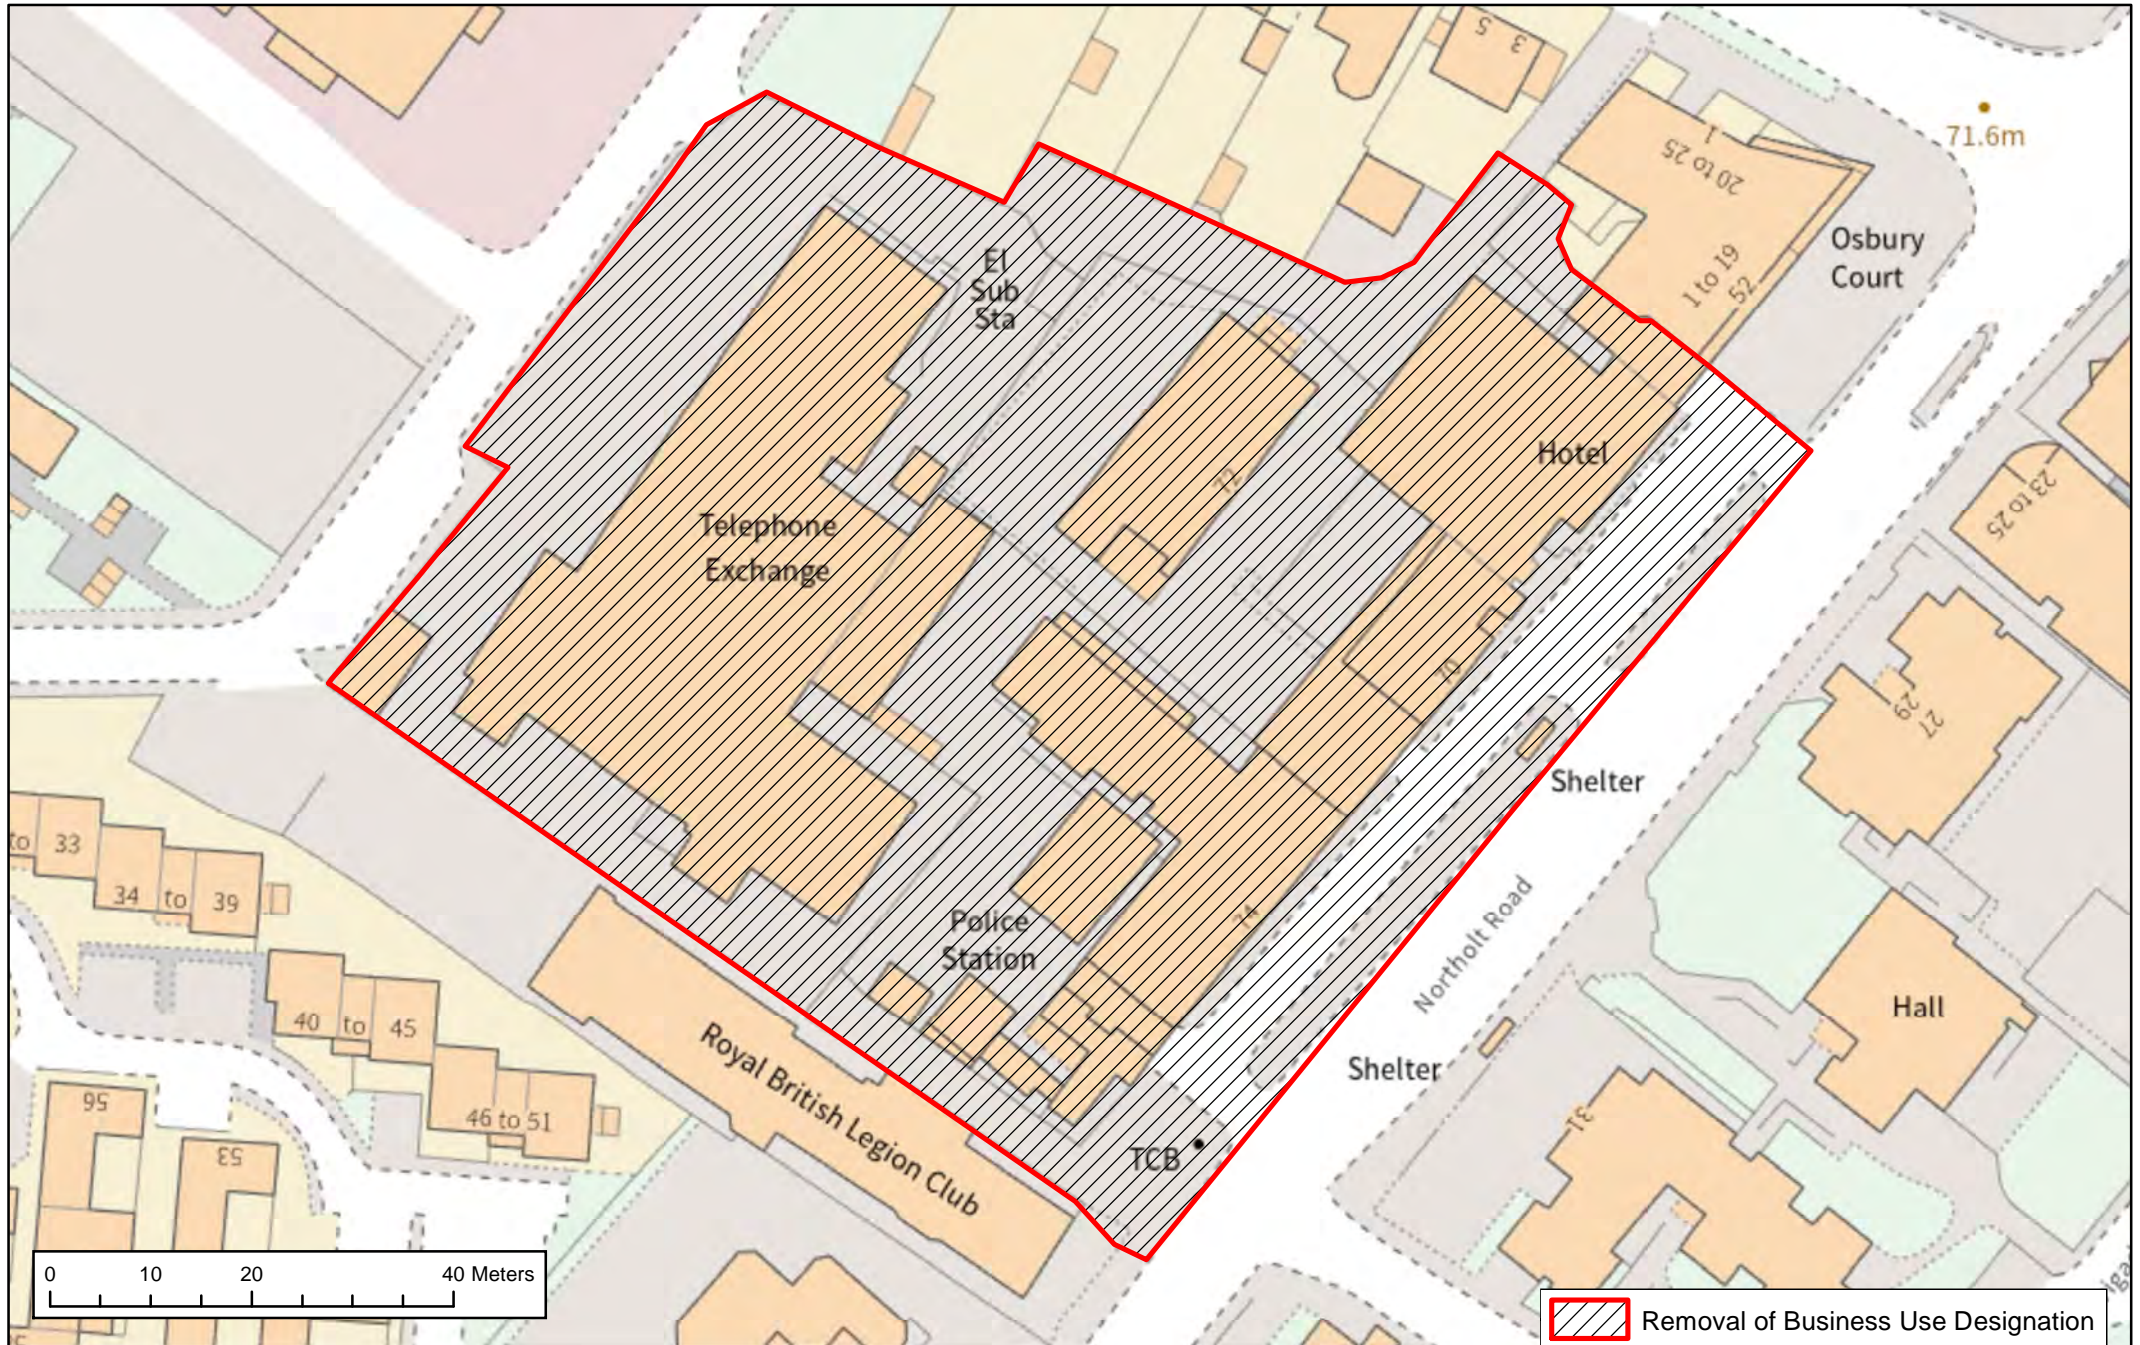 5
3
1
20 to 25
71.6m
Osbury
Court
1 to 19
52
El
Sub
Sta
Hotel
72
23 to 25
Telephone
Exchange
70
29
27
Shelter
to
33
34
to
39
74
Police
Station
Northolt Road
Hall
40
to
45
Royal British Legion Club
Shelter
56
46 to 51
31
53
TCB
0
10
20
40 Meters
Removal of Business Use Designation